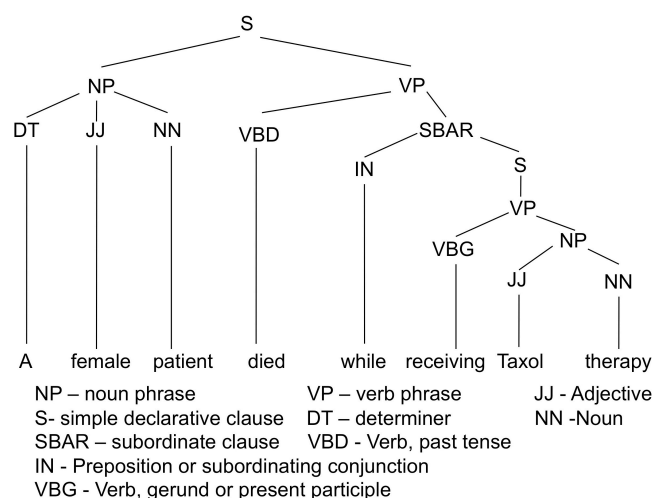 S
NP VP
DT JJ NN VBD SBAR
IN S
VP
VBG NP
JJ NN
A female patient died while receiving Taxol therapy
NP – noun phrase VP – verb phrase JJ - Adjective
S- simple declarative clause DT – determiner NN -Noun
SBAR – subordinate clause VBD - Verb, past tense
IN - Preposition or subordinating conjunction
VBG - Verb, gerund or present participle